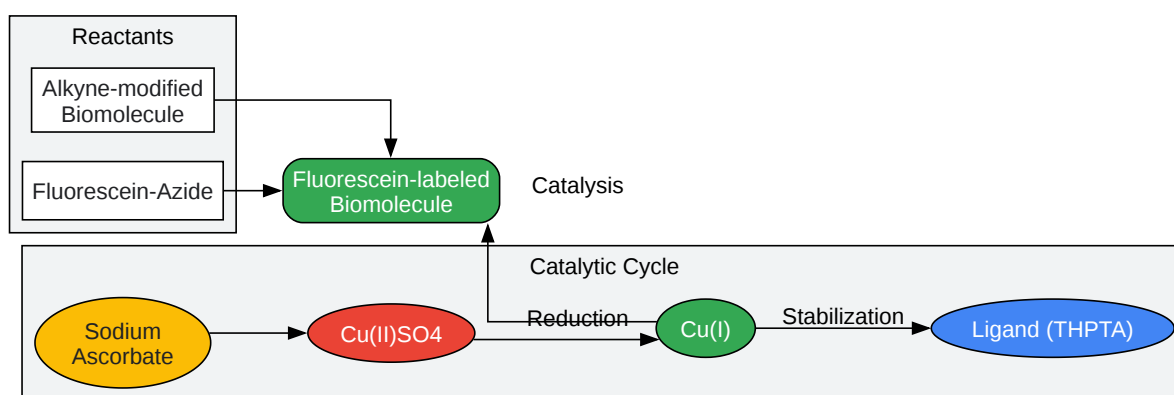 Reactants
Alkyne-modified
Biomolecule
Fluorescein-Azide
Fluorescein-labeled
Biomolecule
Catalysis
Catalytic Cycle
Sodium
Ascorbate
Cu(II)SO4
Reduction
Cu(I)
Stabilization
Ligand (THPTA)